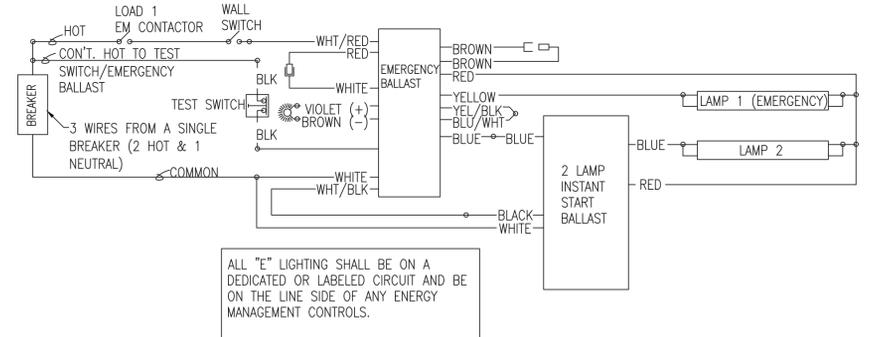 LOAD 1
EM CONTACTOR
WALL
SWITCH
HOT
CON'T. HOT TO TEST
SWITCH/EMERGENCY
BALLAST
BREAKER
3 WIRES FROM A SINGLE
BREAKER (2 HOT & 1
NEUTRAL)
COMMON
BLK
TEST SWITCH
BLK
WHT/RED
RED
WHITE
VIOLET (+)
BROWN (-)
WHITE
WHT/BLK
EMERGENCY
BALLAST
BROWN
BROWN
RED
YELLOW
YEL/BLK
BLU/WHT
BLUE
BLUE
BLACK
WHITE
2 LAMP
INSTANT
START
BALLAST
BLUE
RED
LAMP 1 (EMERGENCY)
LAMP 2
ALL "E" LIGHTING SHALL BE ON A
DEDICATED OR LABELED CIRCUIT AND BE
ON THE LINE SIDE OF ANY ENERGY
MANAGEMENT CONTROLS.